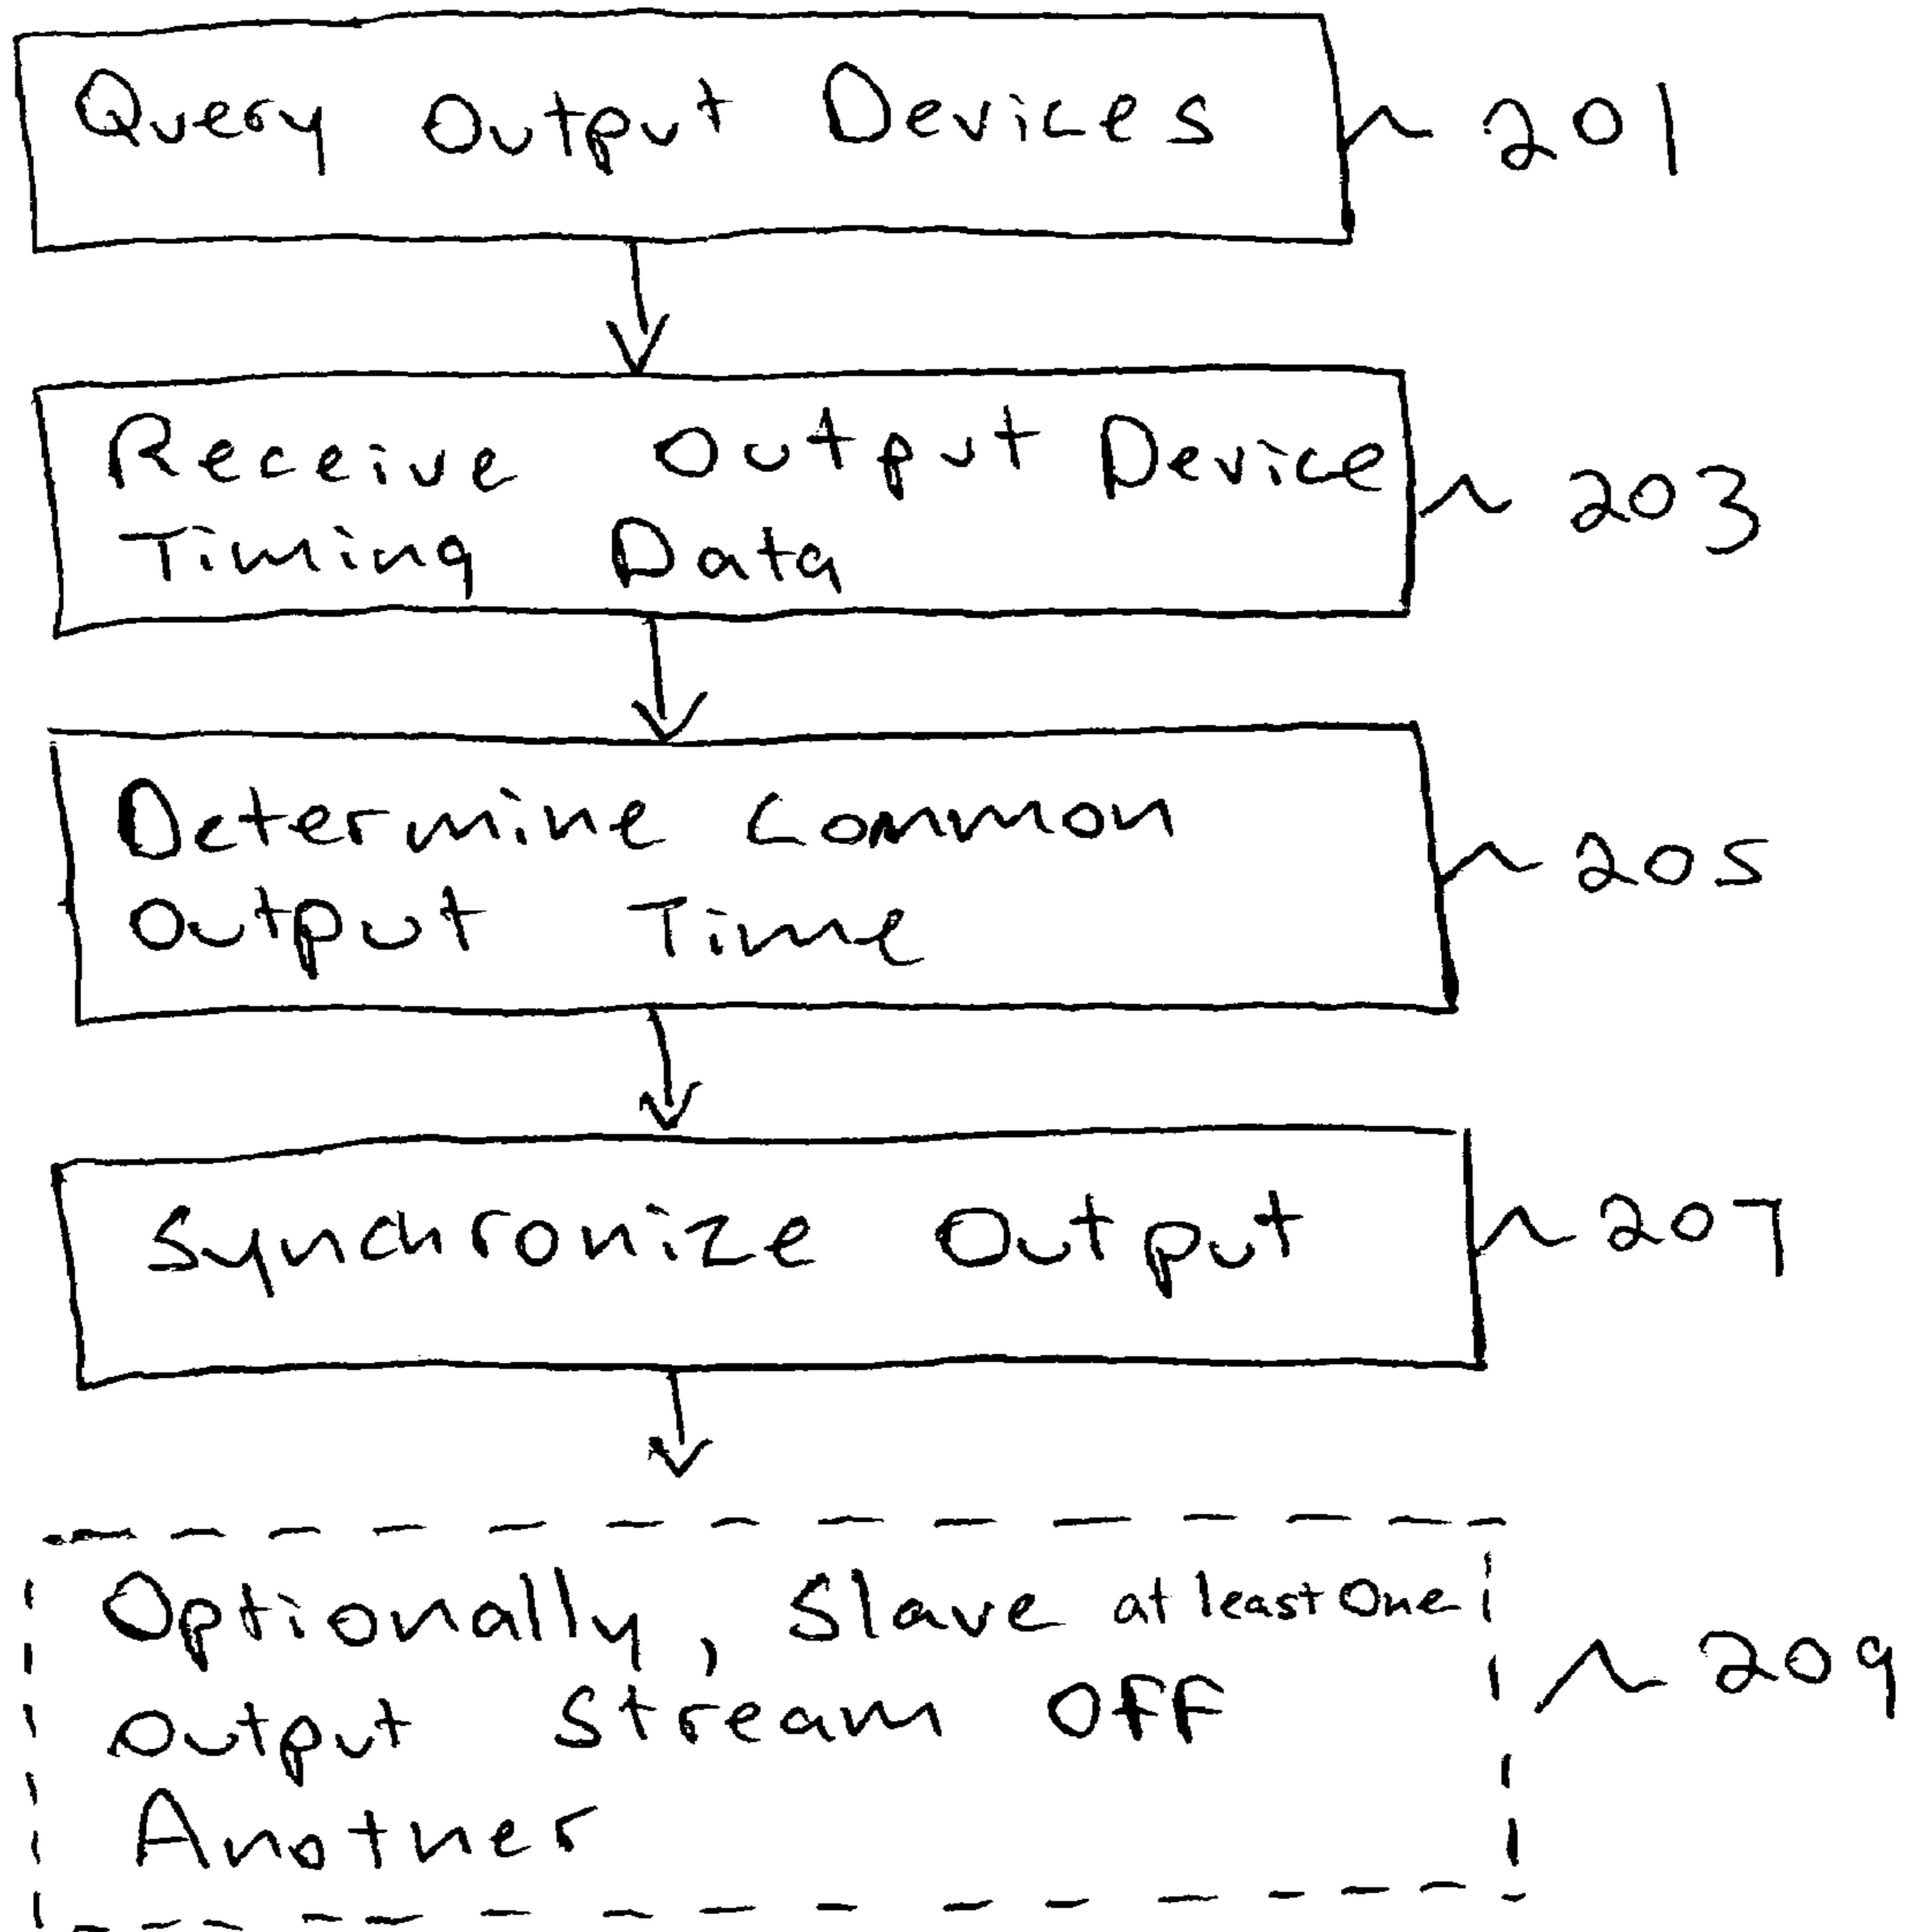 Query Output Devices ~ 201
Receive Output Device
Timing Data
~ 203
Determine Common
Output Time
~ 205
Synchronize Output ~ 207
Optionally, Slave at least One
Output Stream OFF
Another
~ 209